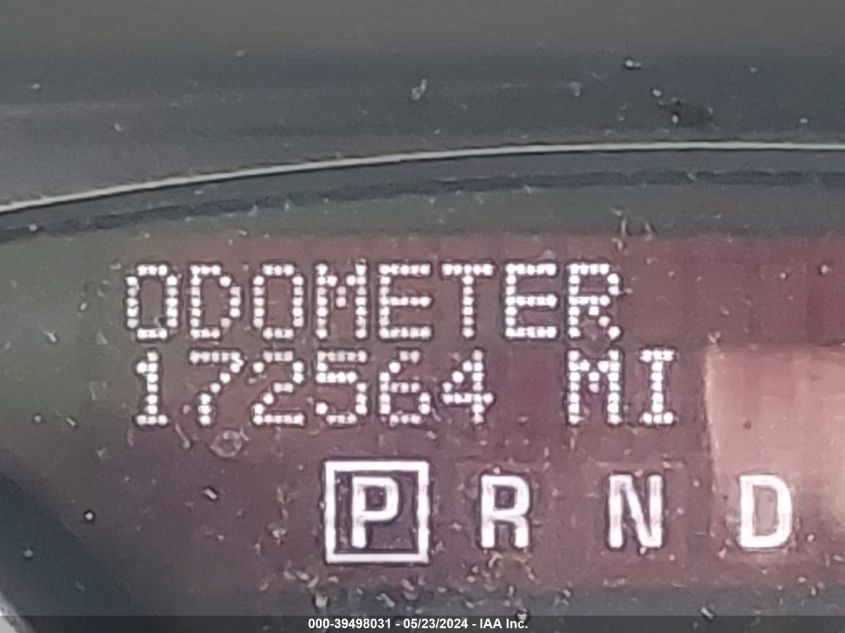 ODOMETER
172564 MI
P R N D
000-39498031 - 05/23/2024 - IAA Inc.